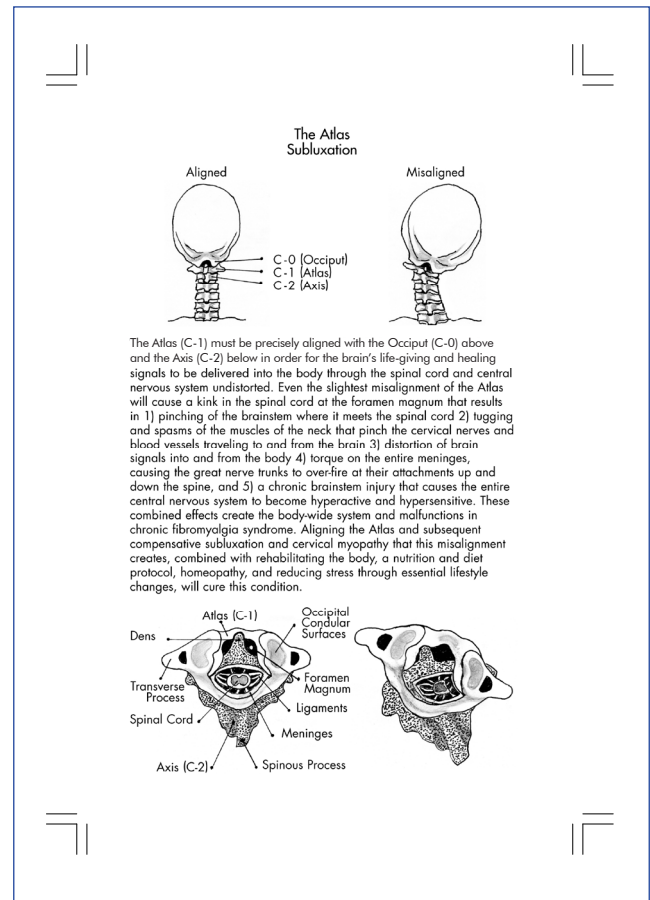 The Atlas
Subluxation
Aligned
Misaligned
C-0 (Occiput)
C-1 (Atlas)
C-2 (Axis)
The Atlas (C-1) must be precisely aligned with the Occiput (C-0) above
and the Axis (C-2) below in order for the brain's life-giving and healing
signals to be delivered into the body through the spinal cord and central
nervous system undistorted. Even the slightest misalignment of the Atlas
will cause a kink in the spinal cord at the foramen magnum that results
in 1) pinching of the brainstem where it meets the spinal cord 2) tugging
and spasms of the muscles of the neck that pinch the cervical nerves and
blood vessels traveling to and from the brain 3) distortion of brain
signals into and from the body 4) torque on the entire meninges,
causing the great nerve trunks to over-fire at their attachments up and
down the spine, and 5) a chronic brainstem injury that causes the entire
central nervous system to become hyperactive and hypersensitive. These
combined effects create the body-wide system and malfunctions in
chronic fibromyalgia syndrome. Aligning the Atlas and subsequent
compensative subluxation and cervical myopathy that this misalignment
creates, combined with rehabilitating the body, a nutrition and diet
protocol, homeopathy, and reducing stress through essential lifestyle
changes, will cure this condition.
Atlas (C-1)
Occipital
Condular
Surfaces
Dens
Transverse
Process
Foramen
Magnum
Ligaments
Spinal Cord
Meninges
Axis (C-2)
Spinous Process